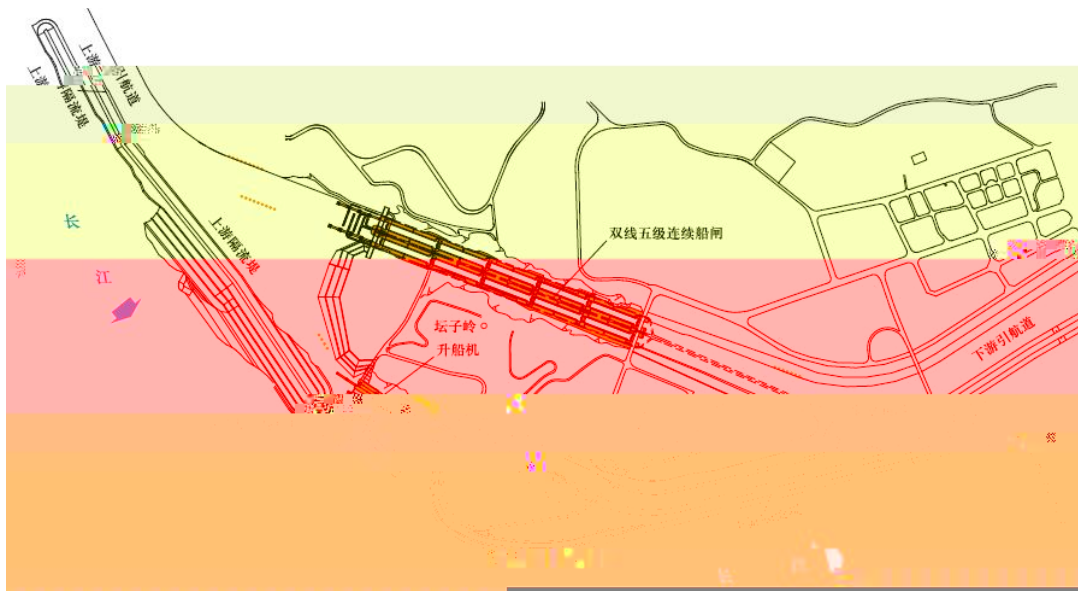 上游引航道
上游隔流堤
上游隔流堤
长
江
双线五级连续船闸
坛子岭
升船机
下游引航道